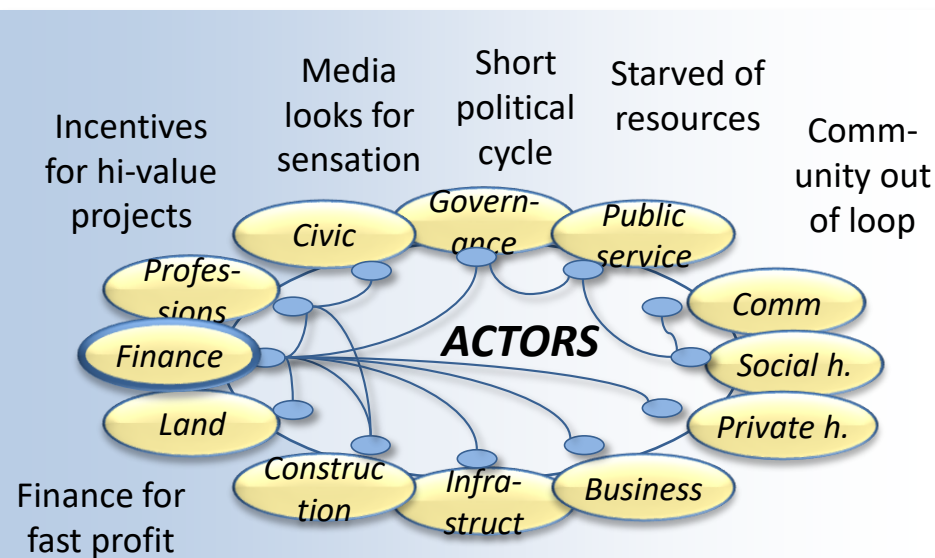 Media
looks for
sensation
Short
political
cycle
Starved of
resources
Incentives
for hi-value
projects
Comm-
unity out
of loop
Civic
Govern-
ance
Public
service
Profes-
sions
Comm
Finance
ACTORS
Social h.
Land
Private h.
Construc
tion
Infra-
struct
Business
Finance for
fast profit